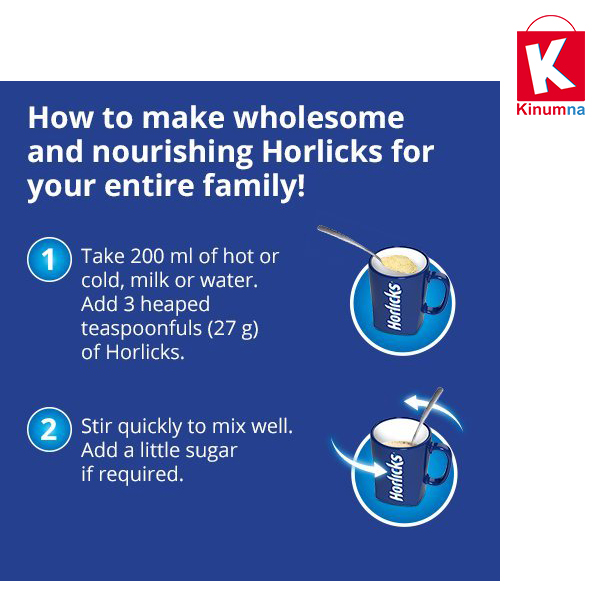 K
Kinumna
How to make wholesome
and nourishing Horlicks for
your entire family!
1
Take 200 ml of hot or
cold, milk or water.
Add 3 heaped
teaspoonfuls (27 g)
of Horlicks.
Horlicks
2
Stir quickly to mix well.
Add a little sugar
if required.
Horlicks